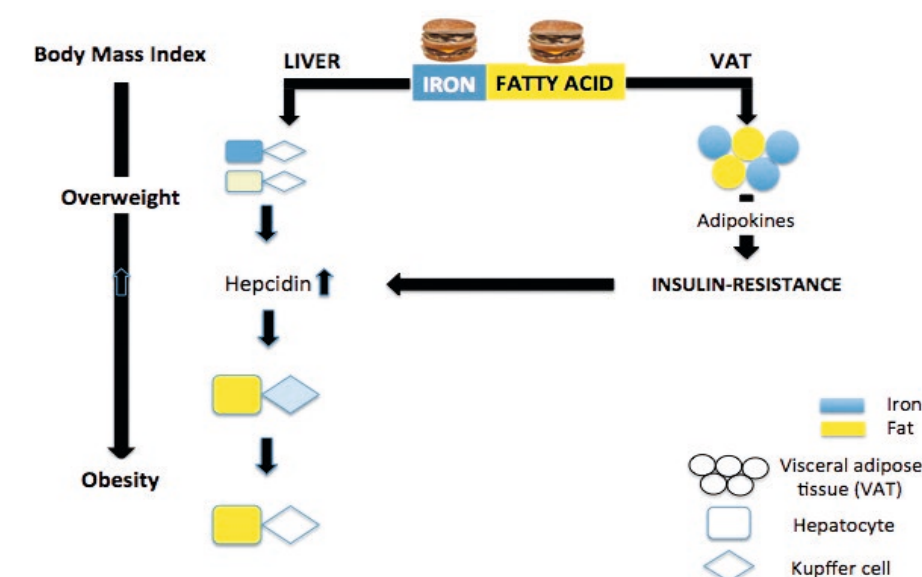 Body Mass Index
LIVER
IRON
FATTY ACID
VAT
Overweight
Adipokines
Hepcidin
INSULIN-RESISTANCE
Obesity
Iron
Fat
Visceral adipose
tissue (VAT)
Hepatocyte
Kupffer cell